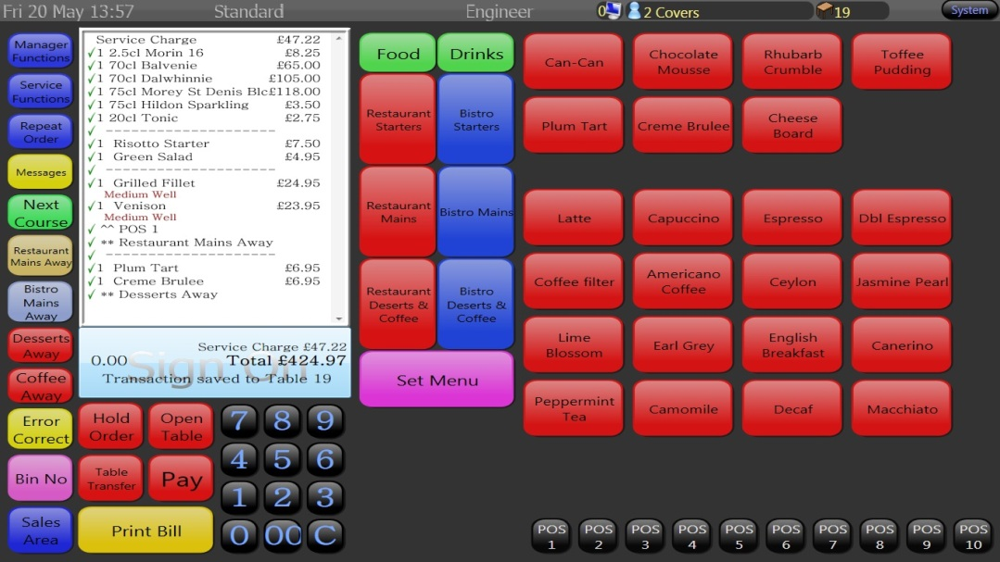 Fri 20 May 13:57 Standard Engineer 0 2 Covers 19 System
Manager Functions
Service Functions
Repeat Order
Messages
Next Course
Restaurant Mains Away
Bistro Mains Away
Desserts Away
Coffee Away
Error Correct
Bin No
Sales Area
Service Charge £47.22
✓1 2.5cl Morin 16 £8.25
✓1 70cl Balvenie £65.00
✓1 70cl Dalwhinnie £105.00
✓1 75cl Morey St Denis Blc£118.00
✓1 75cl Hildon Sparkling £3.50
✓1 20cl Tonic £2.75
✓ --------------------
✓1 Risotto Starter £7.50
✓1 Green Salad £4.95
✓ --------------------
✓1 Grilled Fillet £24.95
Medium Well
✓1 Venison £23.95
Medium Well
✓ ^^ POS 1
✓ ** Restaurant Mains Away
✓ --------------------
✓1 Plum Tart £6.95
✓1 Creme Brulee £6.95
✓ ** Desserts Away
Service Charge £47.22
0.00 Total £424.97
Sign On
Transaction saved to Table 19
Hold Order
Open Table
Table Transfer
Pay
Print Bill
7 8 9
4 5 6
1 2 3
0 00 C
Food Drinks
Restaurant Starters
Bistro Starters
Restaurant Mains
Bistro Mains
Restaurant Deserts & Coffee
Bistro Deserts & Coffee
Set Menu
Can-Can
Chocolate Mousse
Rhubarb Crumble
Toffee Pudding
Plum Tart
Creme Brulee
Cheese Board
Latte
Capuccino
Espresso
Dbl Espresso
Coffee filter
Americano Coffee
Ceylon
Jasmine Pearl
Lime Blossom
Earl Grey
English Breakfast
Canerino
Peppermint Tea
Camomile
Decaf
Macchiato
POS 1
POS 2
POS 3
POS 4
POS 5
POS 6
POS 7
POS 8
POS 9
POS 10